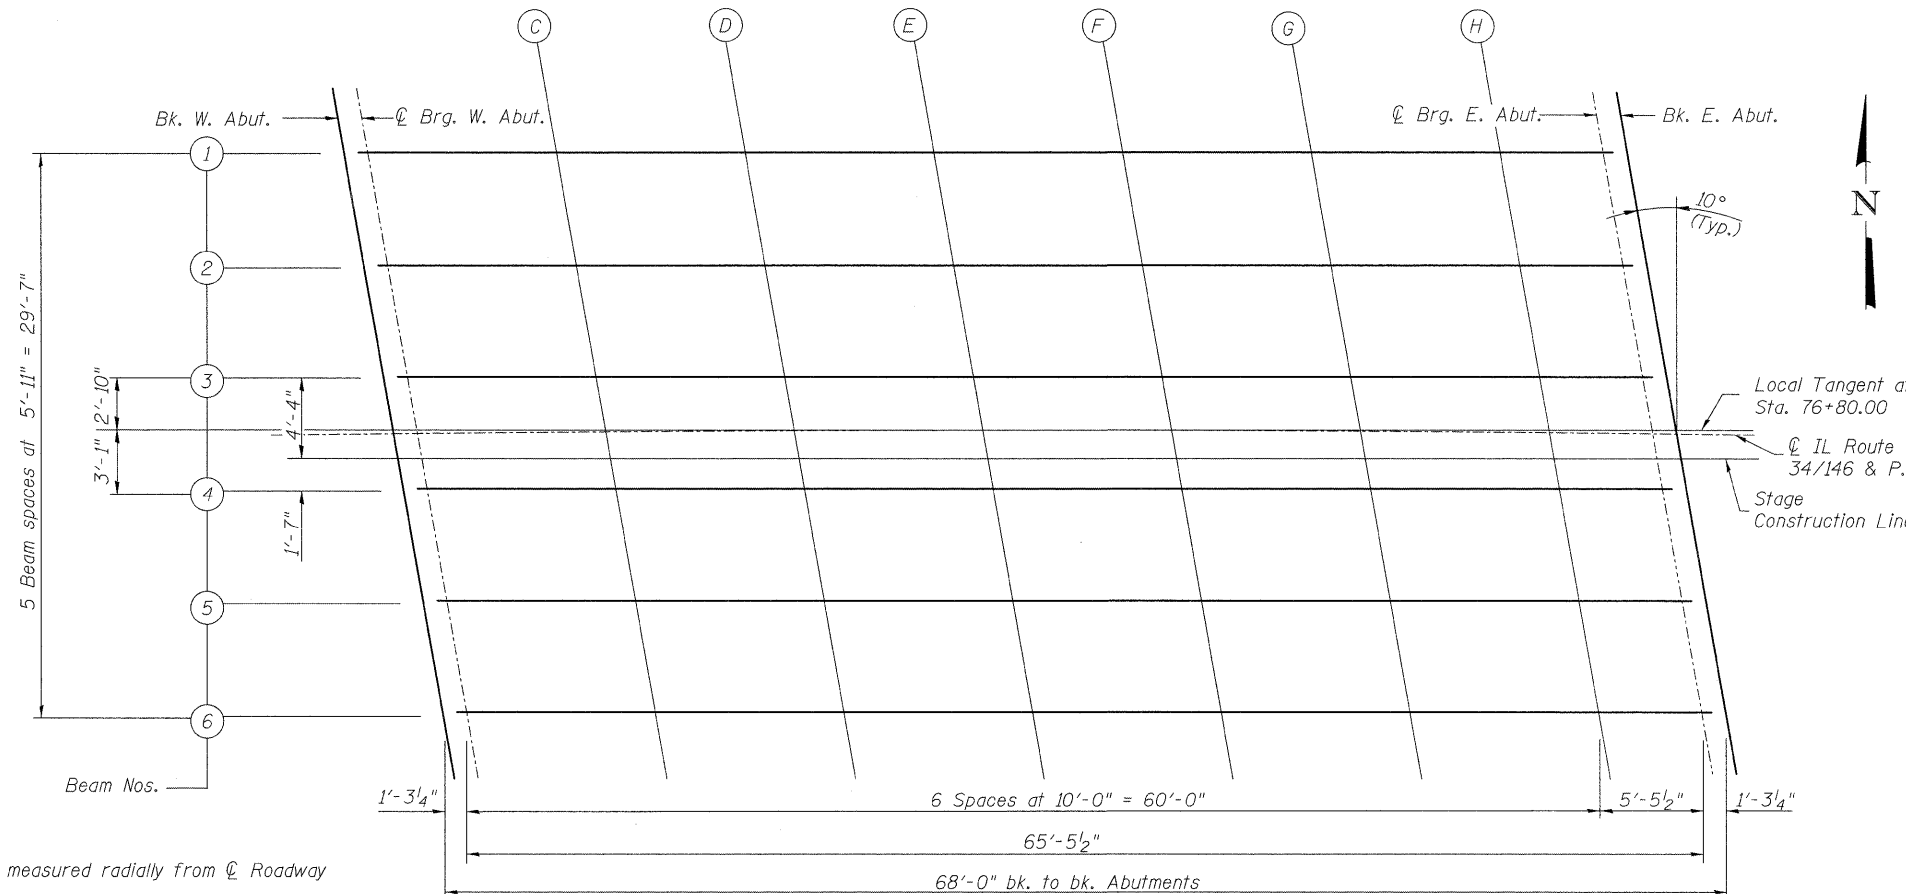 C D E F G H
Bk. W. Abut.
℄ Brg. W. Abut.
℄ Brg. E. Abut.
Bk. E. Abut.
1
2
3
4
5
6
10°
(Typ.)
N
5 Beam spaces at 5'-11" = 29'-7"
2'-10"
3'-1"
4'-4"
1'-7"
Local Tangent at
Sta. 76+80.00
℄ IL Route
34/146 & P.
Stage
Construction Line
Beam Nos.
1'-3¼"
6 Spaces at 10'-0" = 60'-0"
5'-5½"
1'-3¼"
65'-5½"
68'-0" bk. to bk. Abutments
measured radially from ℄ Roadway